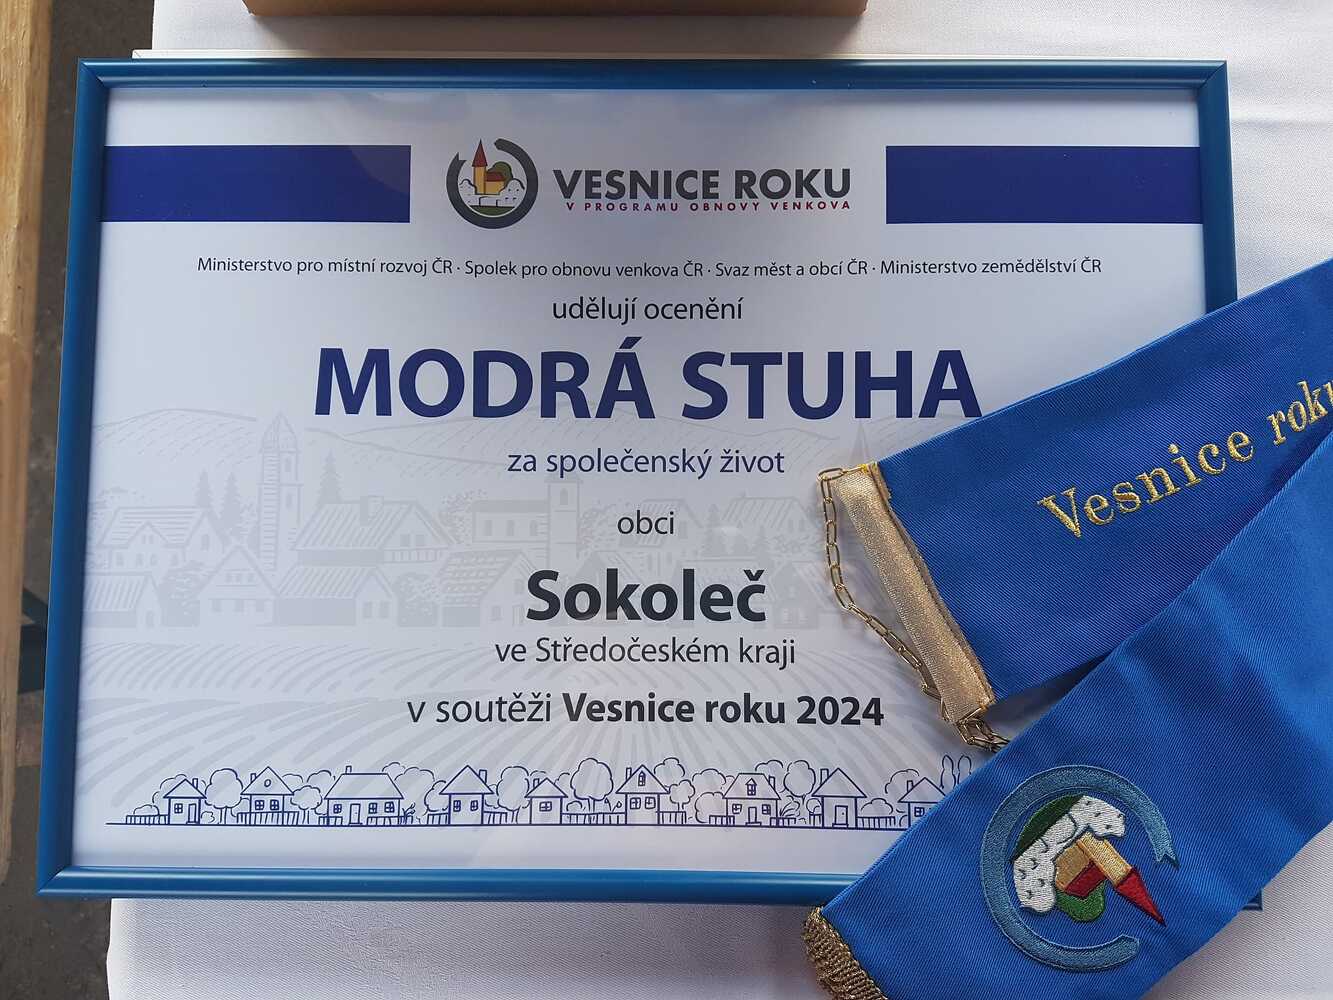 VESNICE ROKU
V PROGRAMU OBNOVY VENKOVA
Ministerstvo pro místní rozvoj ČR · Spolek pro obnovu venkova ČR · Svaz měst a obcí ČR · Ministerstvo zemědělství ČR
udělují ocenění
MODRÁ STUHA
za společenský život
obci
Sokoleč
ve Středočeském kraji
v soutěži Vesnice roku 2024
Vesnice roku